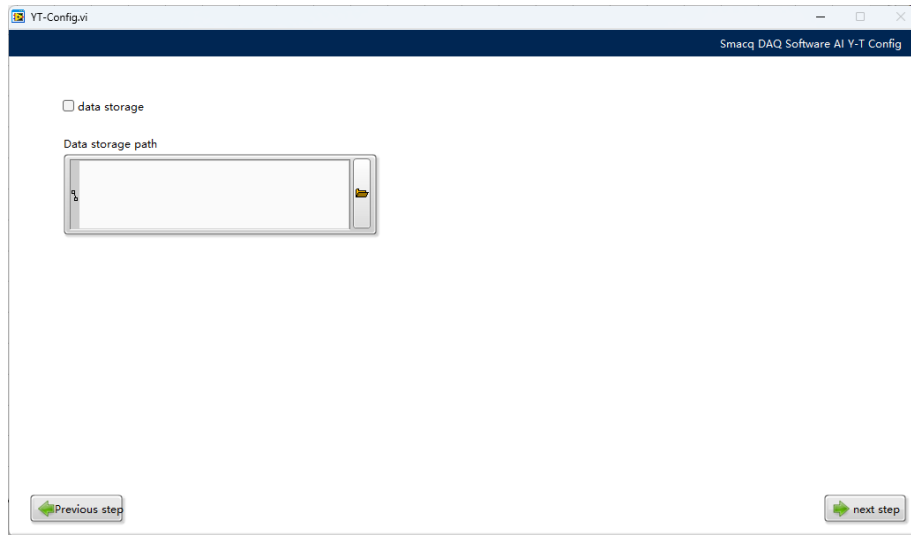 YT-Config.vi
Smacq DAQ Software AI Y-T Config
data storage
Data storage path
Previous step
next step